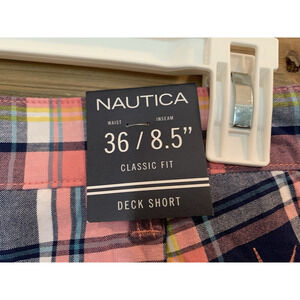 NAUTICA
WAIST INSEAM
36 / 8.5"
CLASSIC FIT
DECK SHORT